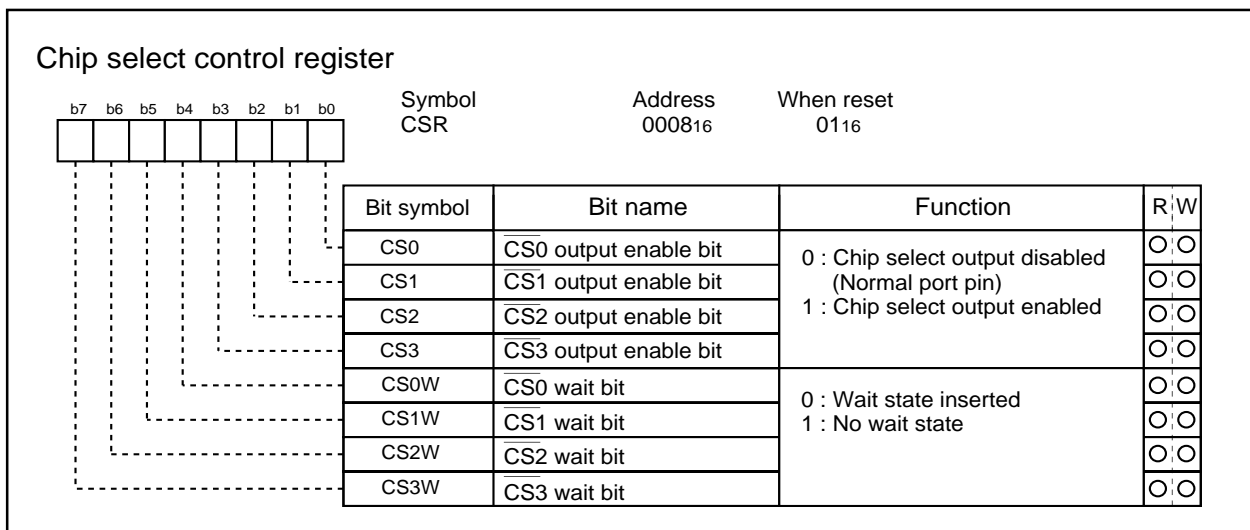 Chip select control register
b7 b6 b5 b4 b3 b2 b1 b0
Symbol Address When reset
CSR 000816 0116
Bit symbol Bit name Function R W
CS0 CS0 output enable bit 0 : Chip select output disabled
(Normal port pin)
1 : Chip select output enabled
CS1 CS1 output enable bit
CS2 CS2 output enable bit
CS3 CS3 output enable bit
CS0W CS0 wait bit 0 : Wait state inserted
1 : No wait state
CS1W CS1 wait bit
CS2W CS2 wait bit
CS3W CS3 wait bit